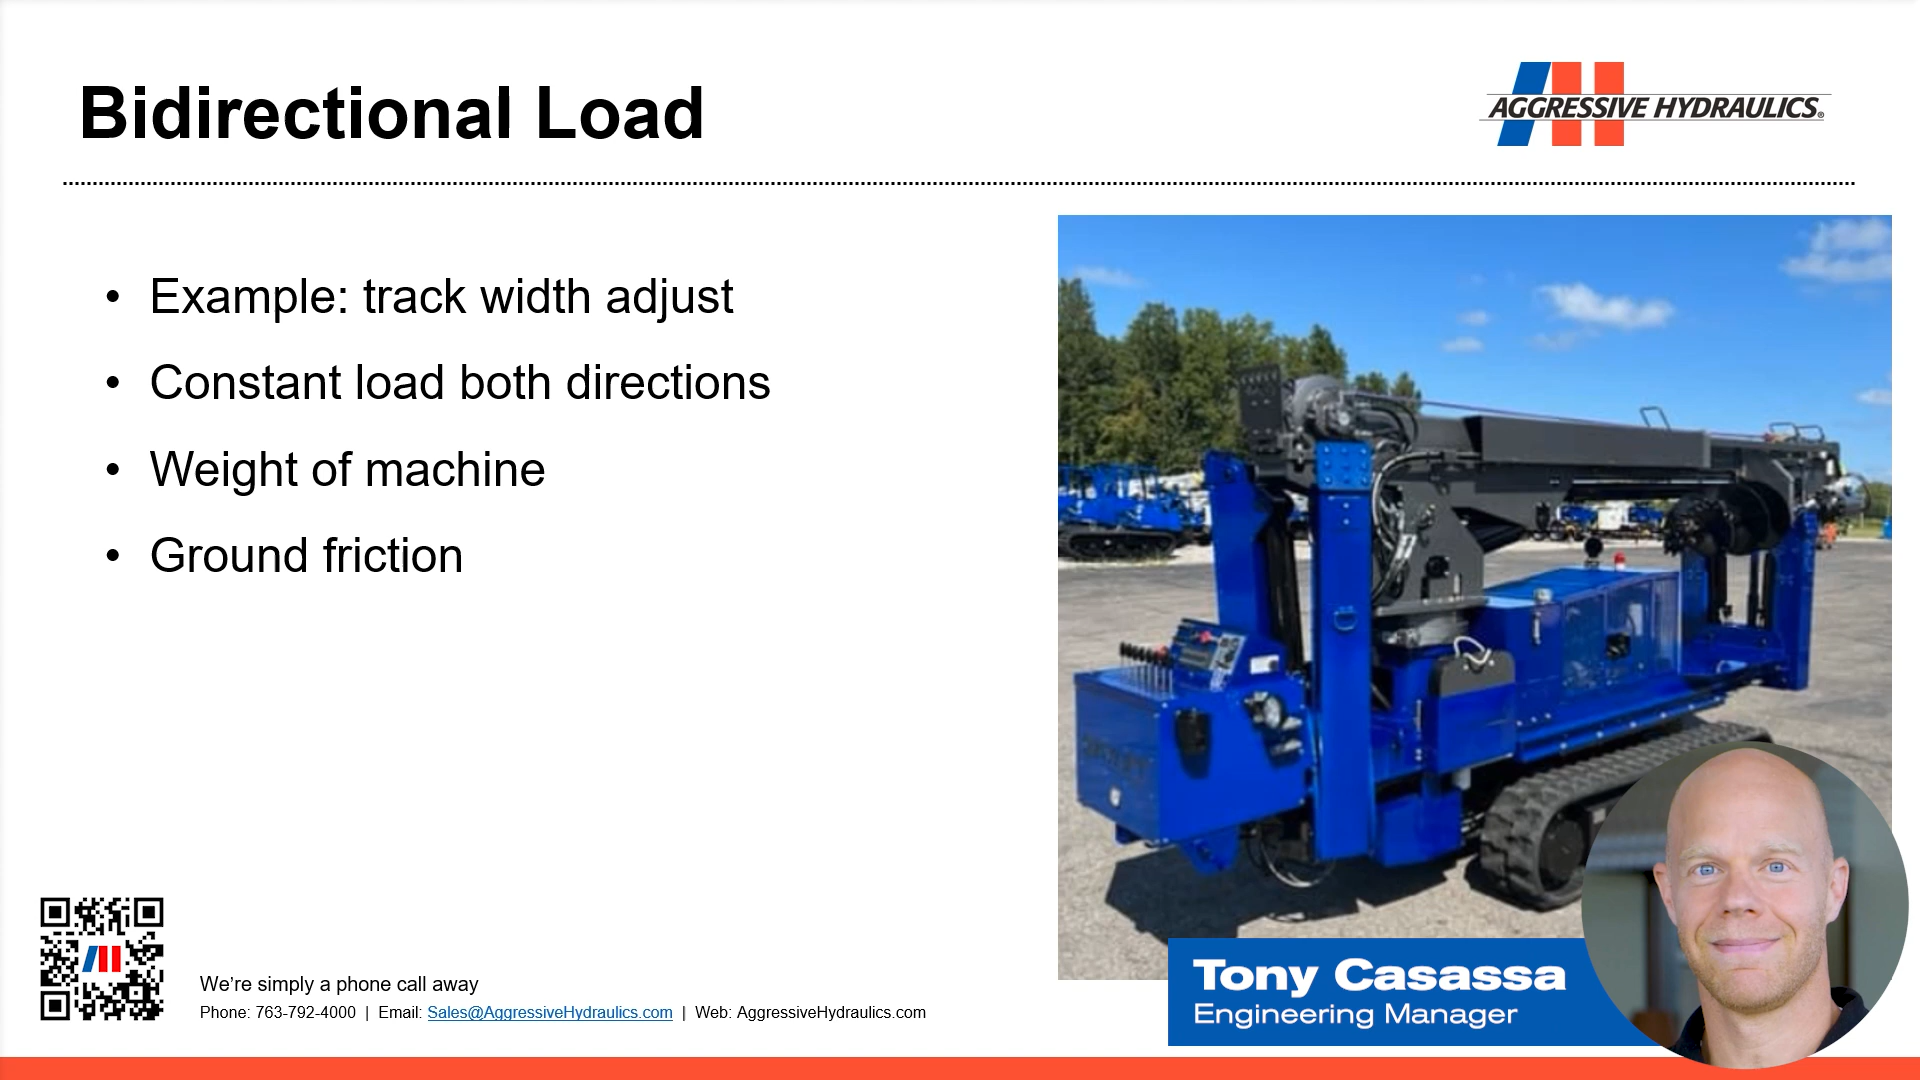 Bidirectional Load
AGGRESSIVE HYDRAULICS®
• Example: track width adjust
• Constant load both directions
• Weight of machine
• Ground friction
We’re simply a phone call away
Phone: 763-792-4000 | Email: Sales@AggressiveHydraulics.com | Web: AggressiveHydraulics.com
Tony Casassa
Engineering Manager